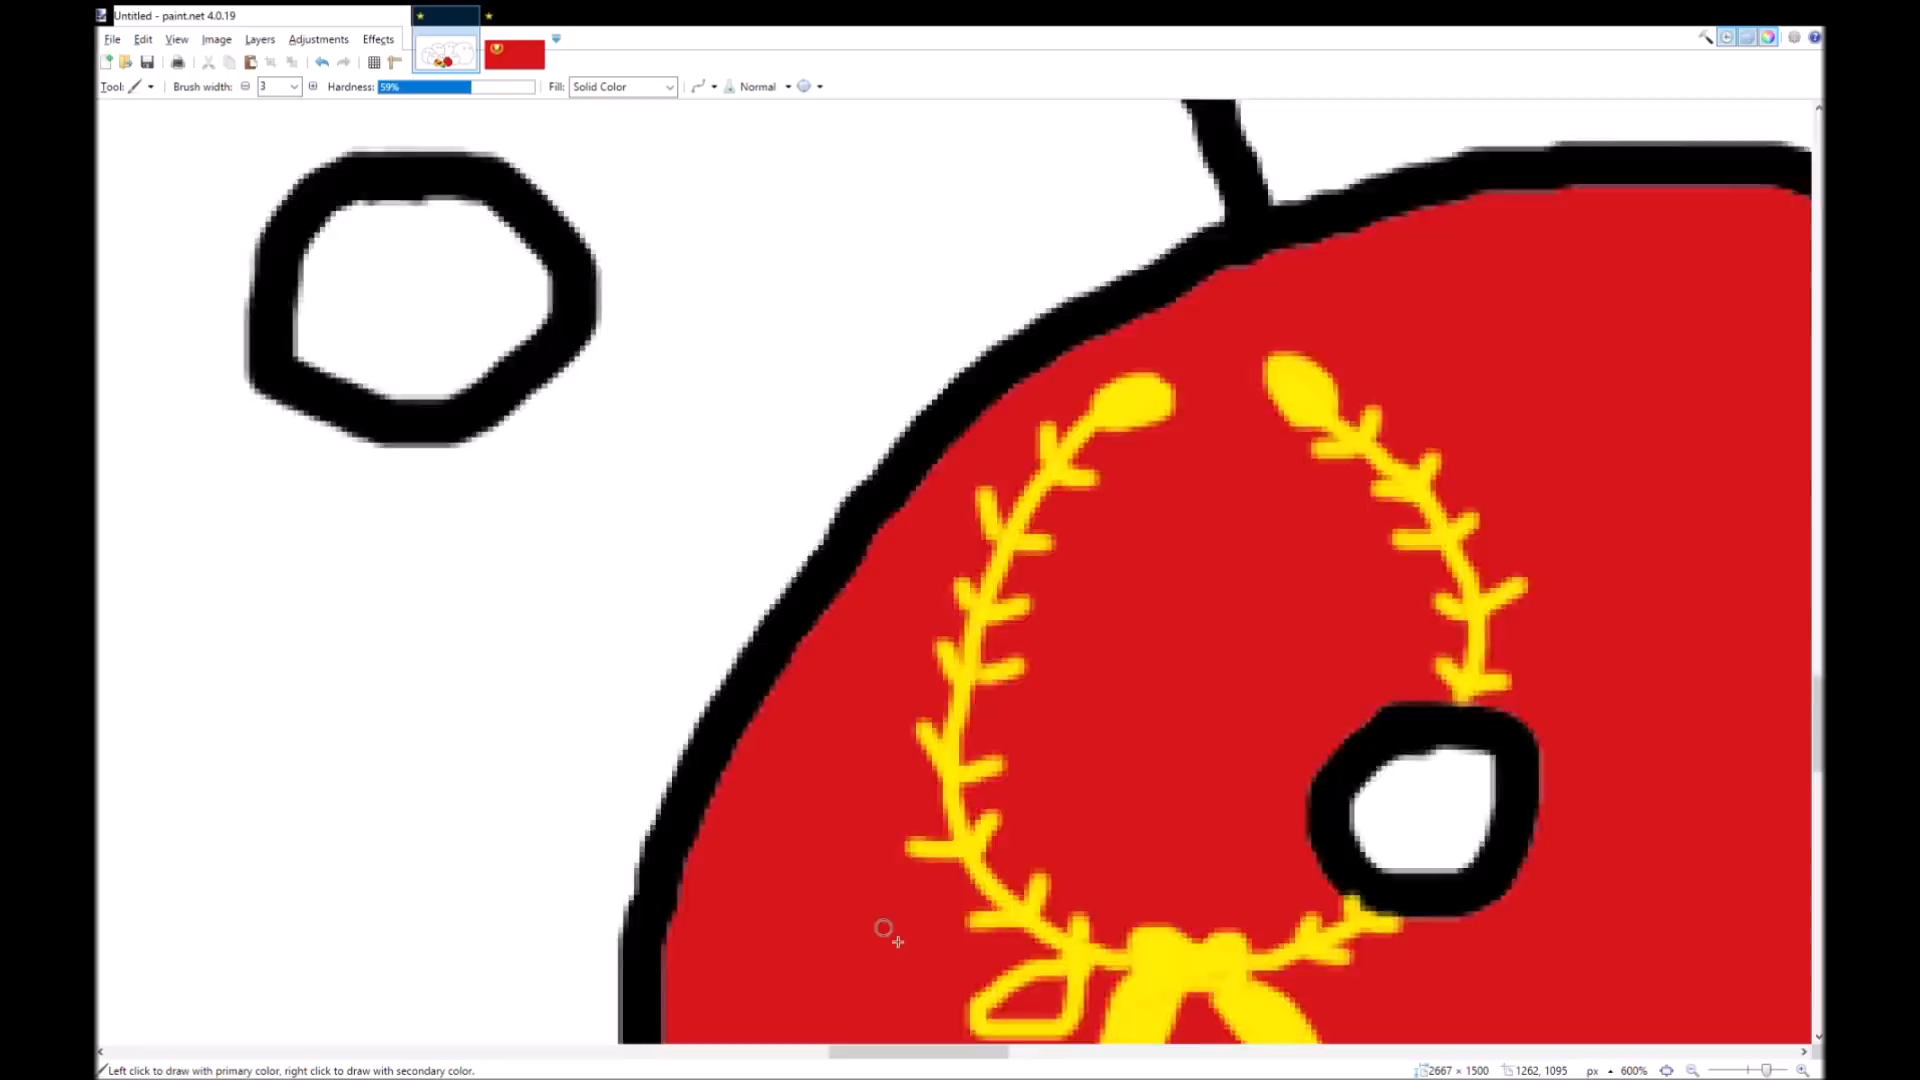 Untitled - paint.net 4.0.19
File Edit View Image Layers Adjustments Effects
Tool: Brush width: 3 Hardness: 59% Fill: Solid Color Normal
Left click to draw with primary color, right click to draw with secondary color. 2667 × 1500 1262, 1095 px 600%